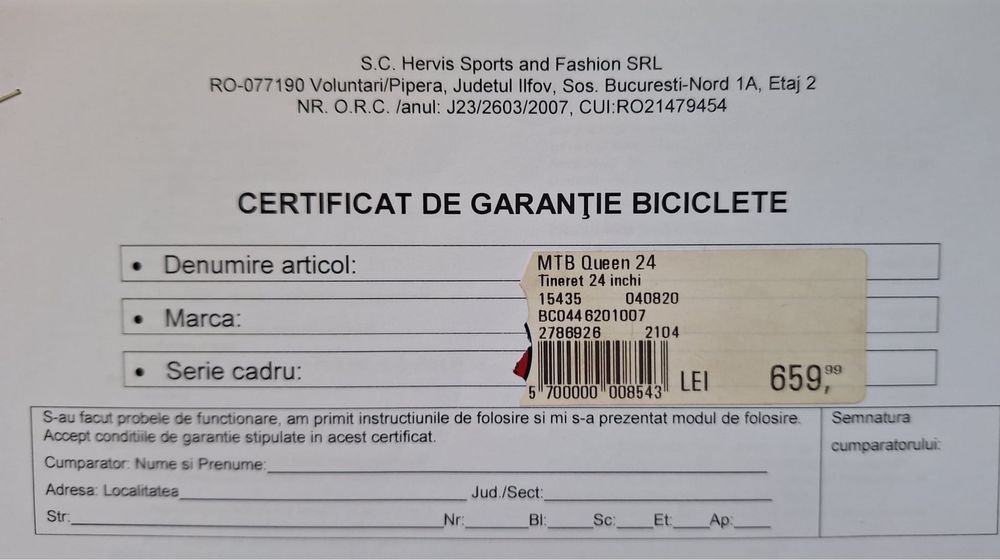 S.C. Hervis Sports and Fashion SRL
RO-077190 Voluntari/Pipera, Judetul Ilfov, Sos. Bucuresti-Nord 1A, Etaj 2
NR. O.R.C. /anul: J23/2603/2007, CUI:RO21479454
CERTIFICAT DE GARANŢIE BICICLETE
• Denumire articol:
• Marca:
• Serie cadru:
MTB Queen 24
Tineret 24 inchi
15435 040820
BC0446201007
2786926 2104
5 700000 008543 LEI 659,99
S-au facut probele de functionare, am primit instructiunile de folosire si mi s-a prezentat modul de folosire.
Accept conditiile de garantie stipulate in acest certificat.
Cumparator: Nume si Prenume:
Adresa: Localitatea Jud./Sect:
Str: Nr: Bl: Sc: Et: Ap:
Semnatura
cumparatorului: